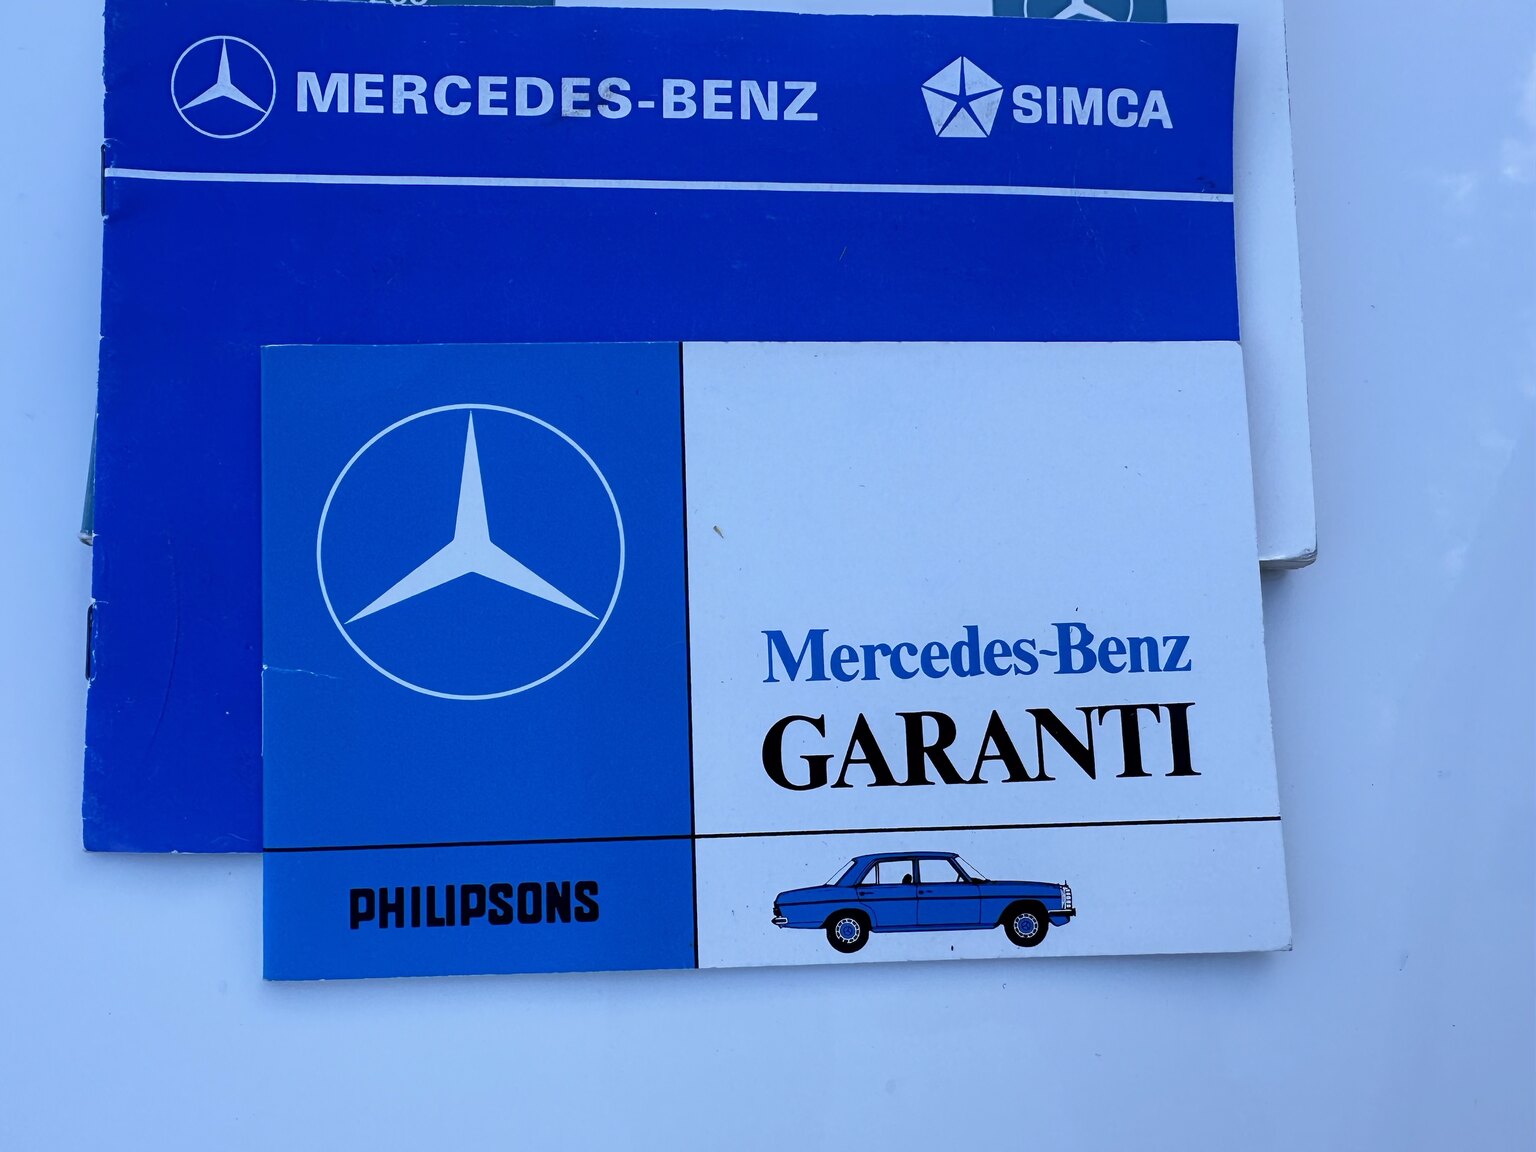 MERCEDES-BENZ SIMCA
Mercedes-Benz
GARANTI
PHILIPSONS